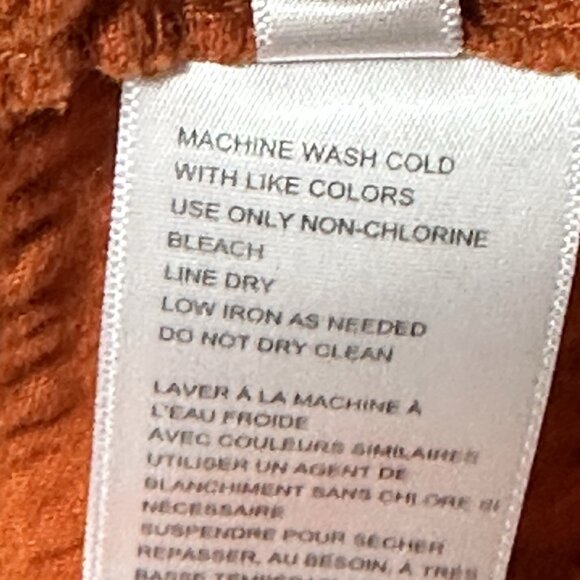 MACHINE WASH COLD
WITH LIKE COLORS
USE ONLY NON-CHLORINE
BLEACH
LINE DRY
LOW IRON AS NEEDED
DO NOT DRY CLEAN
LAVER À LA MACHINE À
L'EAU FROIDE
AVEC COULEURS SIMILAIRES
UTILISER UN AGENT DE
BLANCHIMENT SANS CHLORE SI
NÉCESSAIRE
SUSPENDRE POUR SÉCHER
REPASSER, AU BESOIN, À TRÈS
BASSE